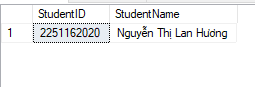 StudentID StudentName
1 2251162020 Nguyễn Thị Lan Hương